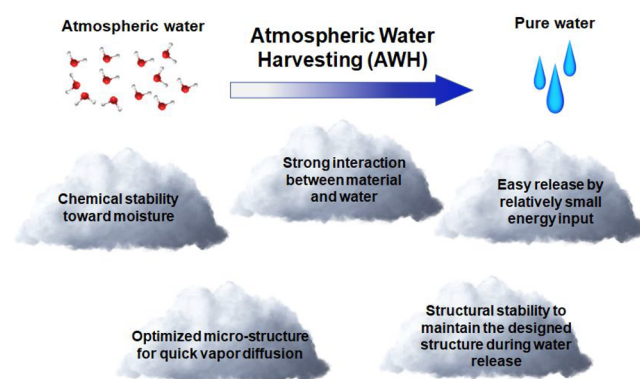 Atmospheric water
Atmospheric Water
Harvesting (AWH)
Pure water
Chemical stability
toward moisture
Strong interaction
between material
and water
Easy release by
relatively small
energy input
Optimized micro-structure
for quick vapor diffusion
Structural stability to
maintain the designed
structure during water
release